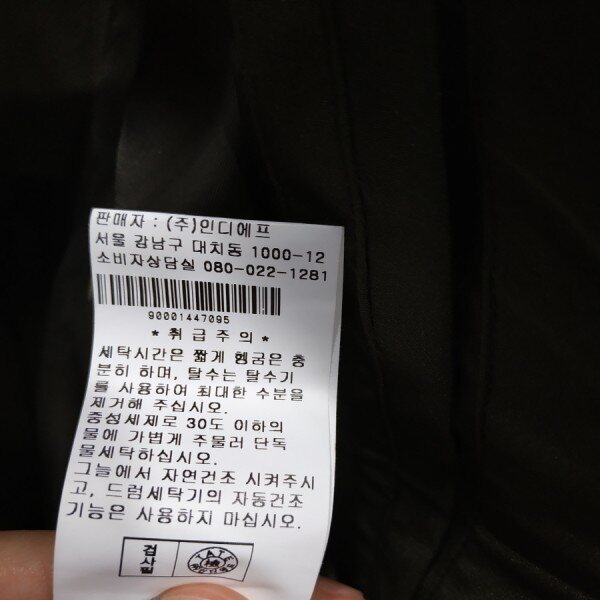 판매자 : (주)인디에프
서울 강남구 대치동 1000-12
소비자상담실 080-022-1281
90001447095
* 취급주의 *
세탁시간은 짧게 헹굼은 충
분히 하며, 탈수는 탈수기
를 사용하여 최대한 수분을
제거해 주십시오.
중성세제로 30도 이하의
물에 가볍게 주물러 단독
물세탁하십시오.
그늘에서 자연건조 시켜주시
고, 드럼세탁기의 자동건조
기능은 사용하지 마십시오.
검사필
TATE